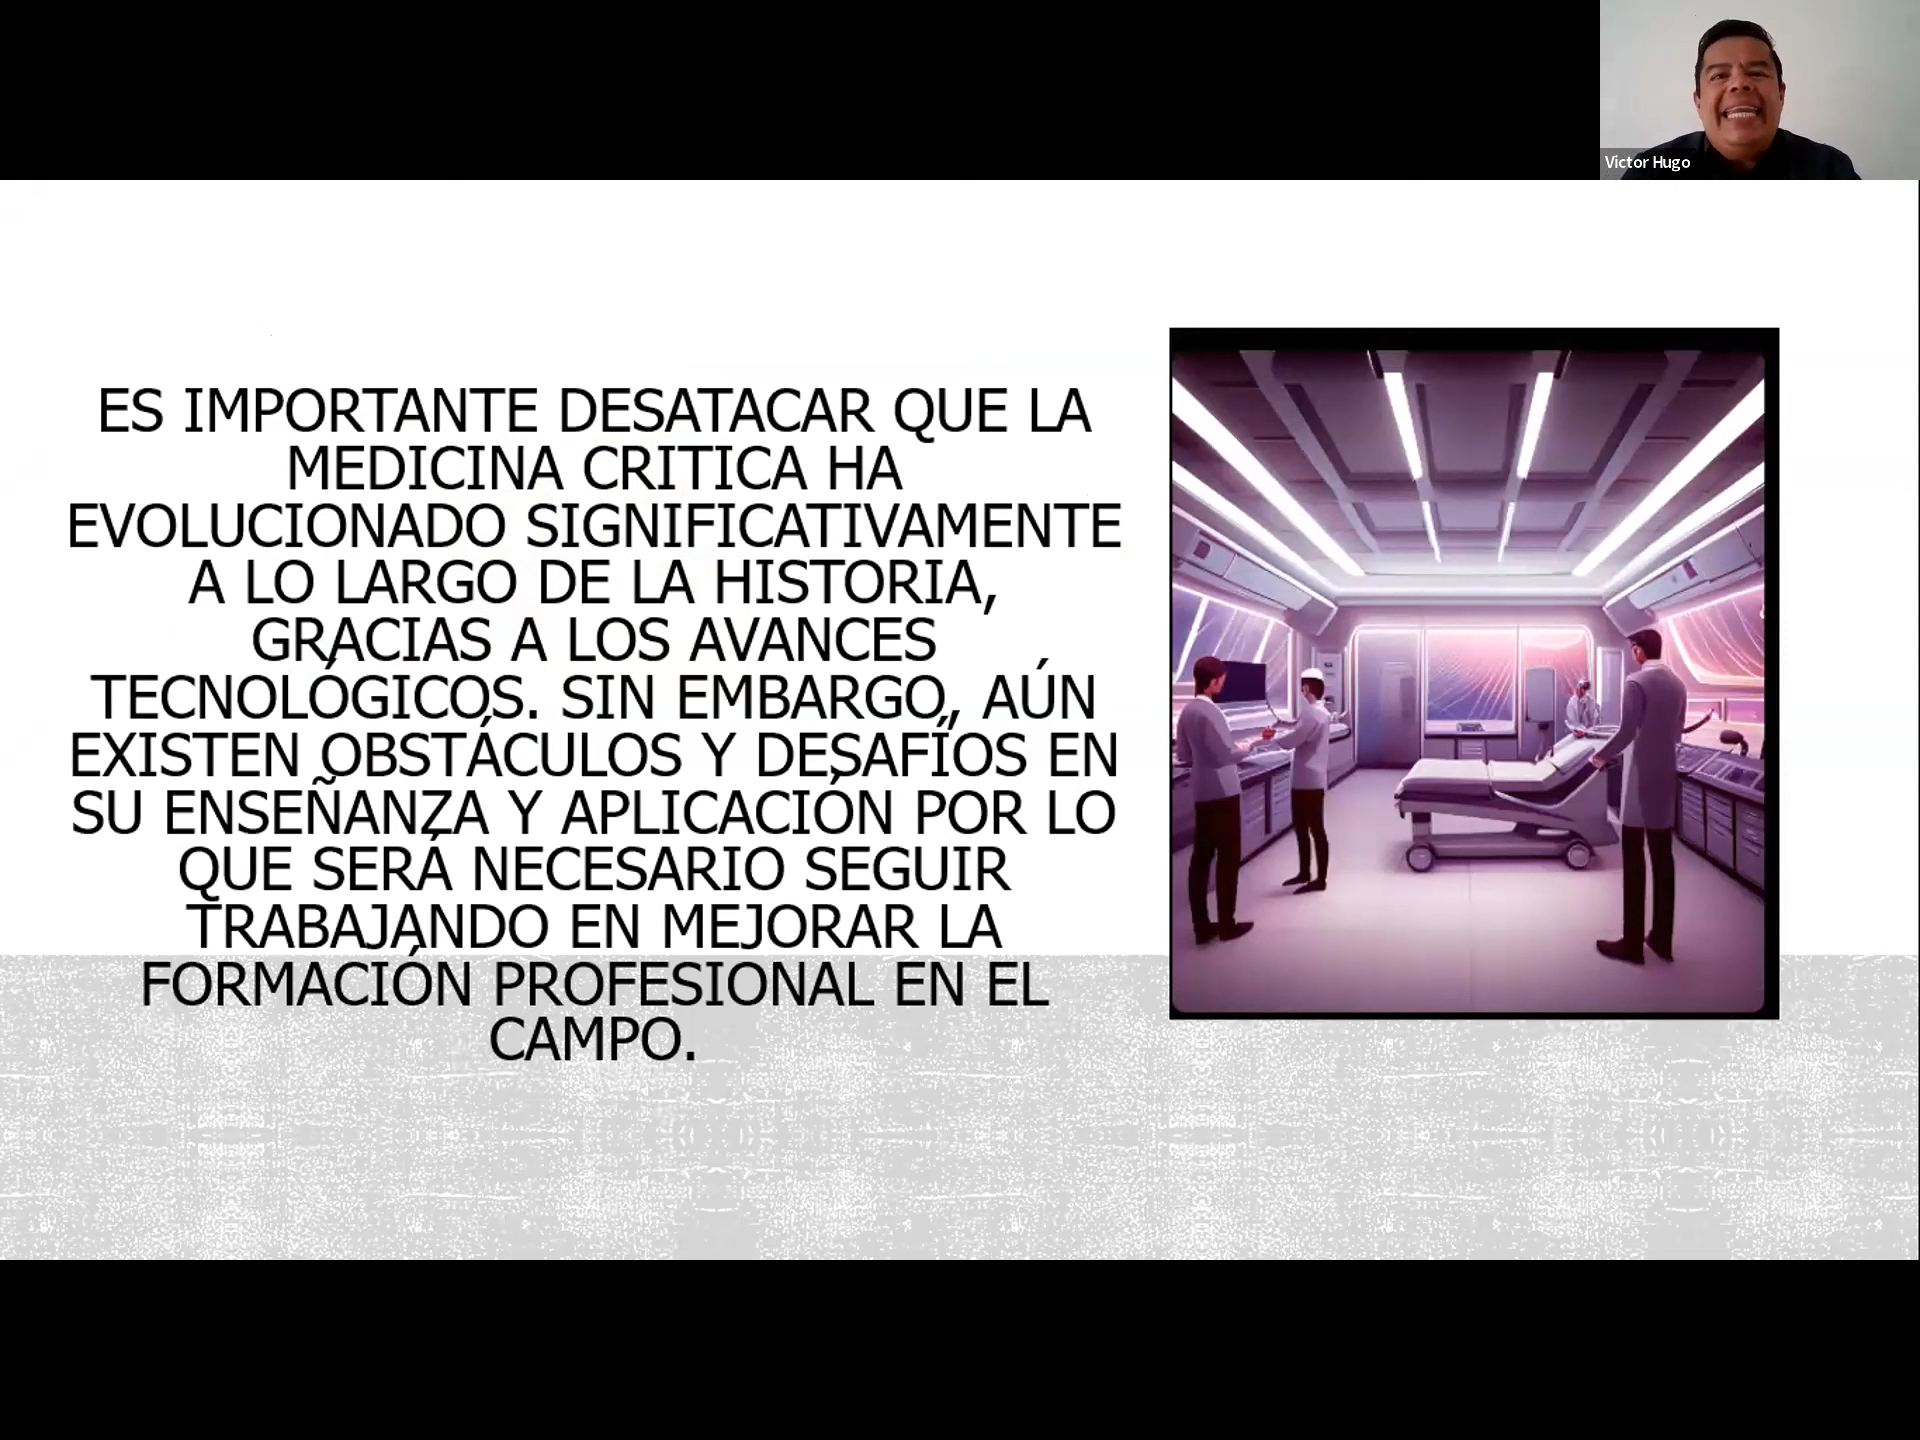 Victor Hugo
ES IMPORTANTE DESATACAR QUE LA
MEDICINA CRITICA HA
EVOLUCIONADO SIGNIFICATIVAMENTE
A LO LARGO DE LA HISTORIA,
GRACIAS A LOS AVANCES
TECNOLÓGICOS. SIN EMBARGO, AÚN
EXISTEN OBSTÁCULOS Y DESAFÍOS EN
SU ENSEÑANZA Y APLICACIÓN POR LO
QUE SERÁ NECESARIO SEGUIR
TRABAJANDO EN MEJORAR LA
FORMACIÓN PROFESIONAL EN EL
CAMPO.